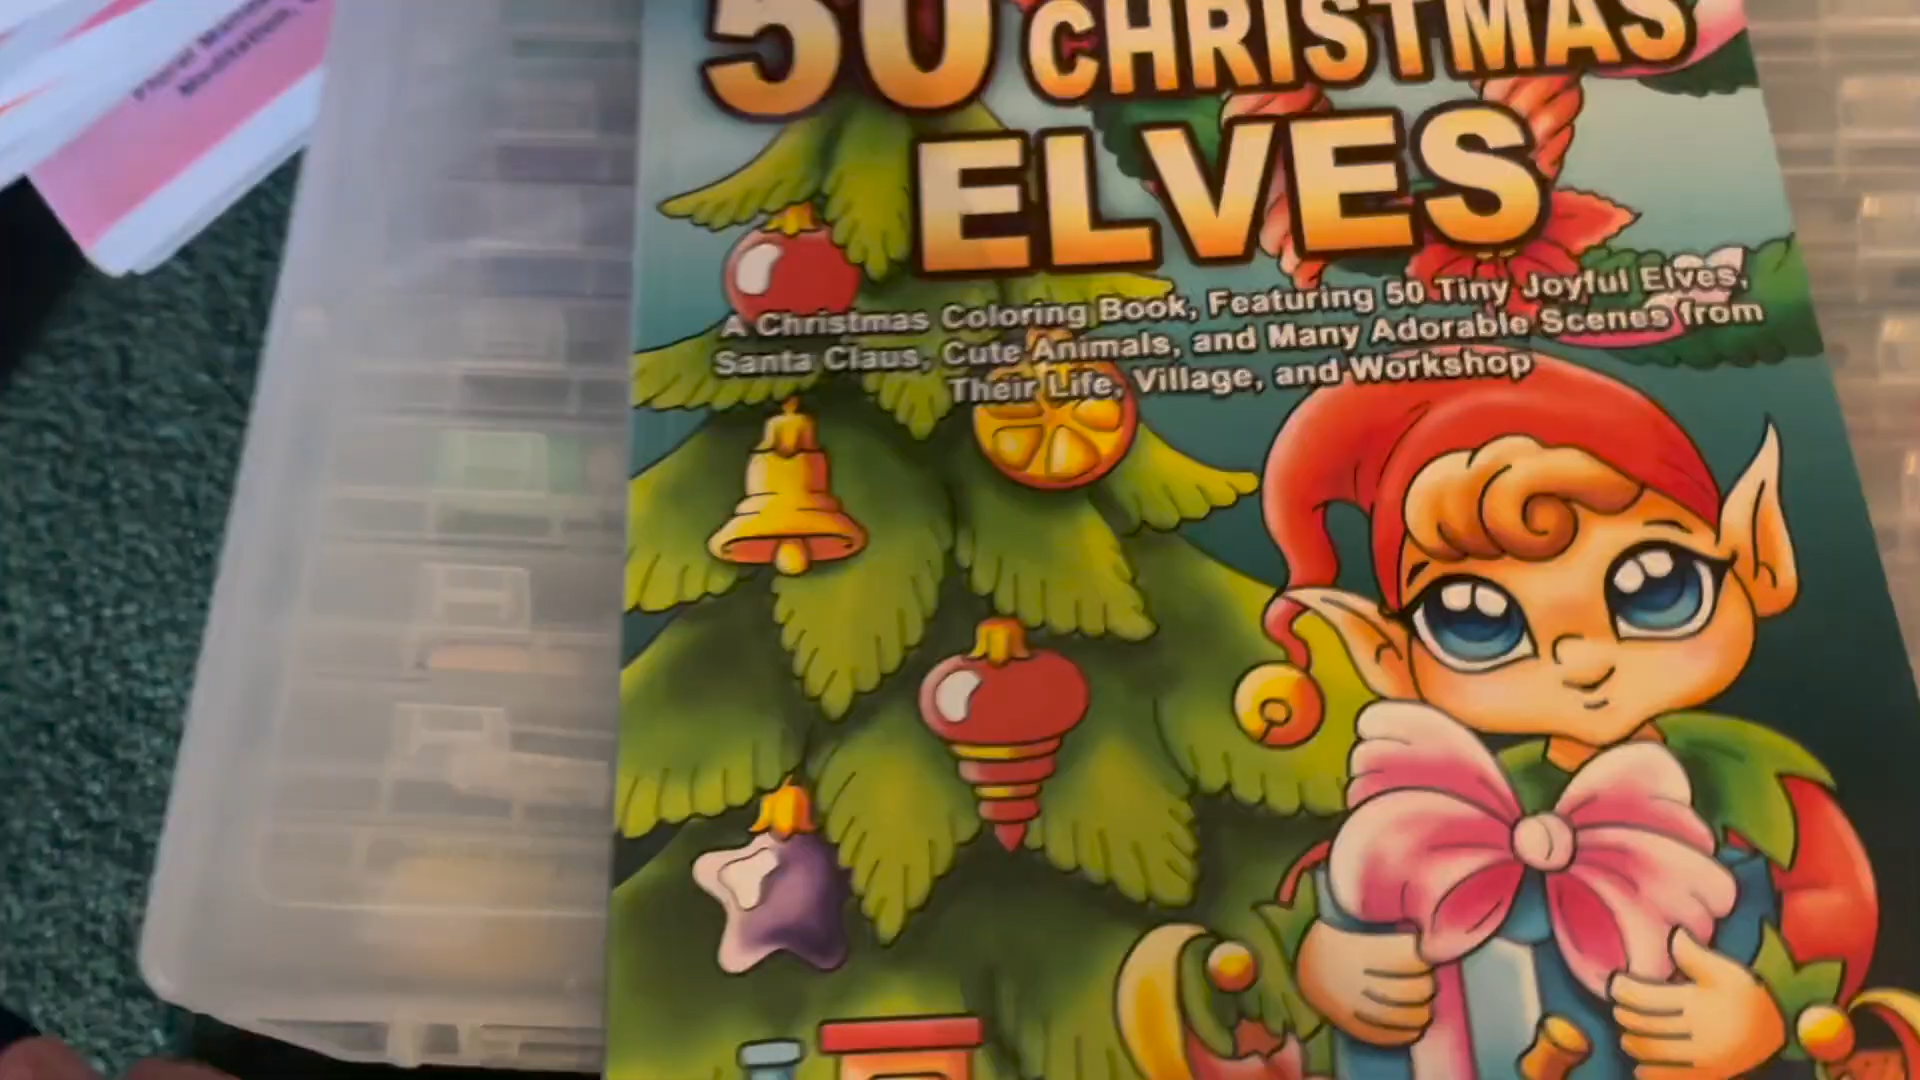 50 CHRISTMAS
ELVES
A Christmas Coloring Book, Featuring 50 Tiny Joyful Elves,
Santa Claus, Cute Animals, and Many Adorable Scenes from
Their Life, Village, and Workshop